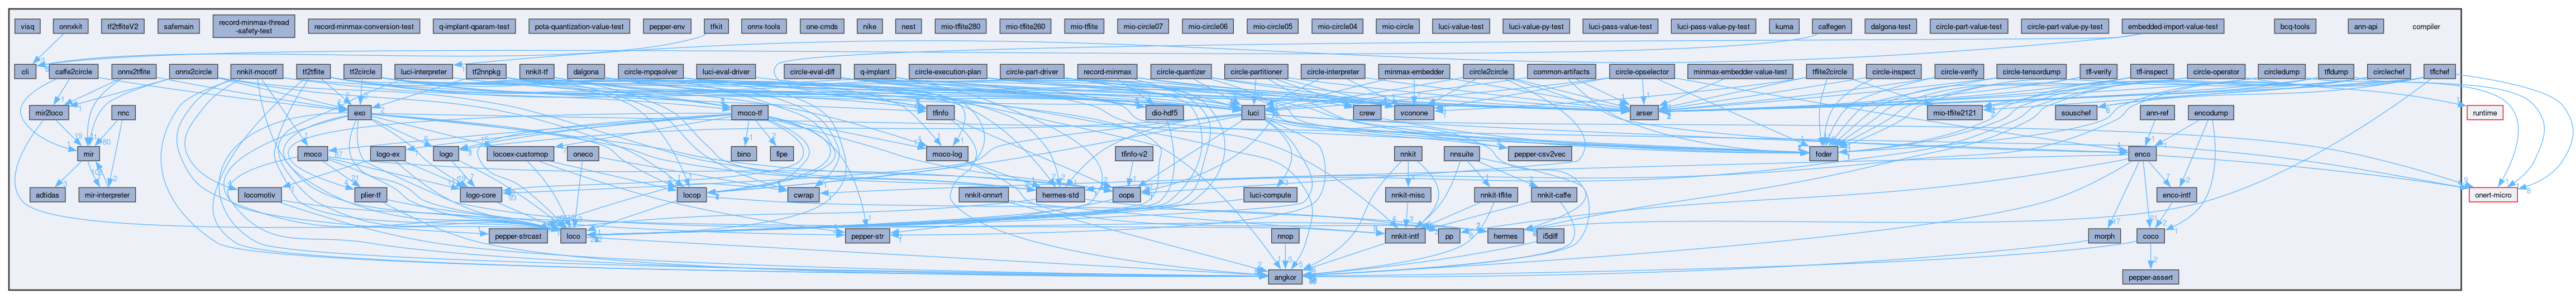 visq onnxkit tf2tfliteV2 safemain record-minmax-thread record-minmax-conversion-test q-implant-qparam-test pota-quantization-value-test pepper-env tfkit onnx-tools one-cmds nike nest mio-tflite280 mio-tflite260 mio-tflite mio-circle07 mio-circle06 mio-circle05 mio-circle04 mio-circle luci-value-test luci-value-py-test luci-pass-value-test luci-pass-value-py-test kuma caffegen dalgona-test circle-part-value-test circle-part-value-py-test embedded-import-value-test bcq-tools ann-api compiler
-safety-test
cli caffe2circle onnx2tflite onnx2circle nnkit-mocotf tf2tflite tf2circle luci-interpreter tf2nnpkg nnkit-tf dalgona circle-mpqsolver luci-eval-driver circle-eval-diff q-implant circle-execution-plan circle-part-driver record-minmax circle-quantizer circle-partitioner circle-interpreter minmax-embedder circle2circle common-artifacts circle-opselector minmax-embedder-value-test tflite2circle circle-inspect circle-verify circle-tensordump tfl-verify tfl-inspect circle-operator circledump tfldump circlechef tflchef
mir2loco nnc exo moco-tf tfinfo dio-hdf5 luci crew vconone arser mio-tflite2121 souschef ann-ref encodump runtime
mir moco logo-ex logo locoex-customop oneco bino fipe moco-log tfinfo-v2 nnkit nnsuite pepper-csv2vec foder enco
adtidas mir-interpreter locomotiv plier-tf logo-core locop cwrap nnkit-onnxrt hermes-std oops luci-compute nnkit-misc nnkit-tflite nnkit-caffe enco-intf onert-micro
pepper-strcast loco pepper-str nnop nnkit-intf pp hermes i5diff morph coco
angkor pepper-assert